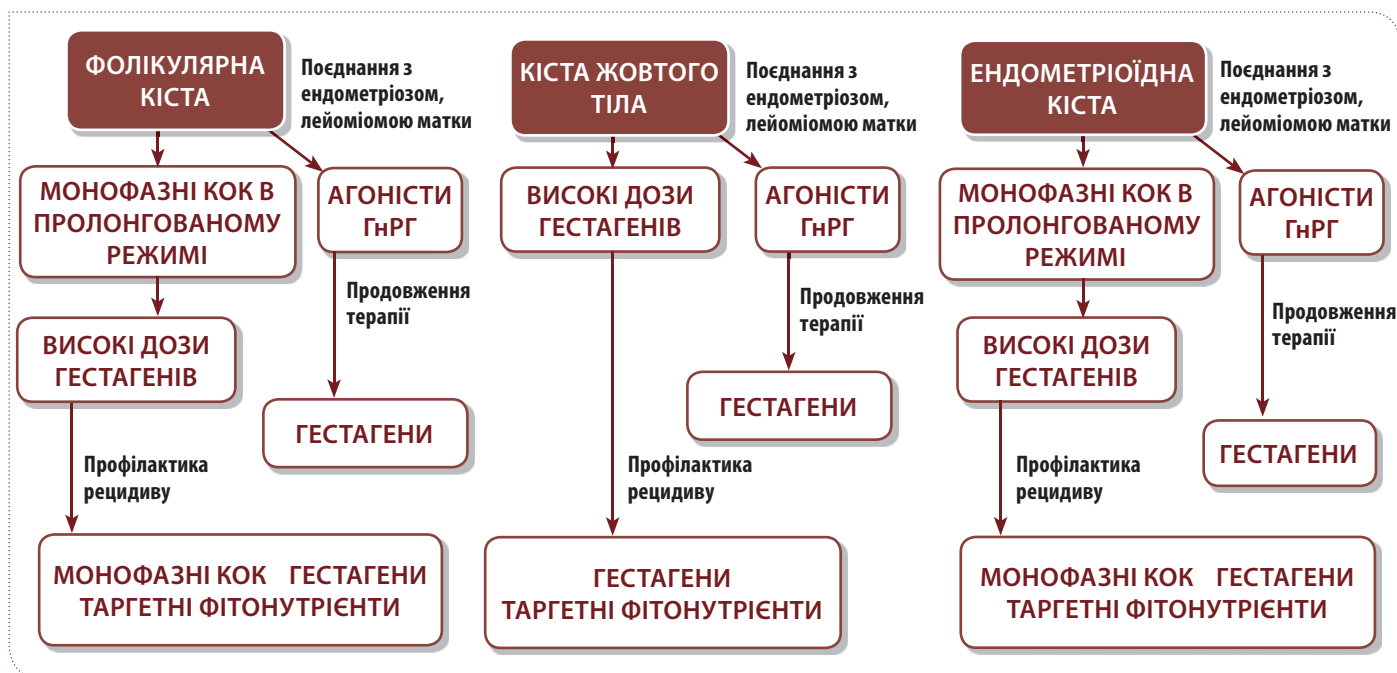 ФОЛІКУЛЯРНА
КІСТА
Поєднання з
ендометріозом,
лейоміомою матки
МОНОФАЗНІ КОК В
ПРОЛОНГОВАНОМУ
РЕЖИМІ
АГОНІСТИ
ГнРГ
Продовження
терапії
ВИСОКІ ДОЗИ
ГЕСТАГЕНІВ
ГЕСТАГЕНИ
Профілактика
рецидиву
МОНОФАЗНІ КОК ГЕСТАГЕНИ
ТАРГЕТНІ ФІТОНУТРІЄНТИ
КІСТА ЖОВТОГО
ТІЛА
Поєднання з
ендометріозом,
лейоміомою матки
ВИСОКІ ДОЗИ
ГЕСТАГЕНІВ
АГОНІСТИ
ГнРГ
Продовження
терапії
ГЕСТАГЕНИ
Профілактика
рецидиву
ГЕСТАГЕНИ
ТАРГЕТНІ ФІТОНУТРІЄНТИ
ЕНДОМЕТРІОЇДНА
КІСТА
Поєднання з
ендометріозом,
лейоміомою матки
МОНОФАЗНІ КОК В
ПРОЛОНГОВАНОМУ
РЕЖИМІ
АГОНІСТИ
ГнРГ
Продовження
терапії
ВИСОКІ ДОЗИ
ГЕСТАГЕНІВ
ГЕСТАГЕНИ
Профілактика
рецидиву
МОНОФАЗНІ КОК ГЕСТАГЕНИ
ТАРГЕТНІ ФІТОНУТРІЄНТИ